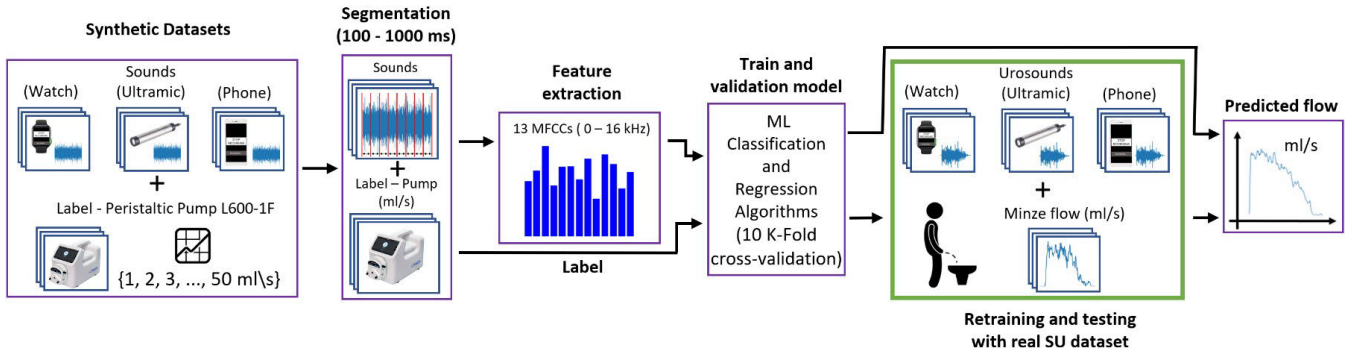 Synthetic Datasets
Sounds
(Watch)
(Ultramic)
(Phone)
+
Label - Peristaltic Pump L600-1F
{1, 2, 3, ..., 50 ml\s}
Segmentation
(100 - 1000 ms)
Sounds
+
Label – Pump
(ml/s)
Feature
extraction
13 MFCCs ( 0 – 16 kHz)
Label
Train and
validation model
ML
Classification
and
Regression
Algorithms
(10 K-Fold
cross-validation)
Urosounds
(Watch)
(Ultramic)
(Phone)
+
Minze flow (ml/s)
Retraining and testing
with real SU dataset
Predicted flow
ml/s